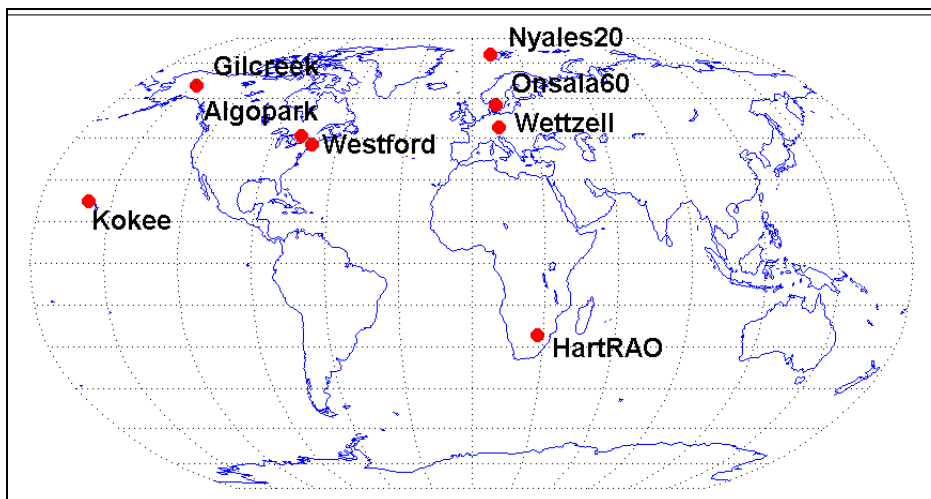 Nyales20
Gilcreek
Onsala60
Algopark
Wettzell
Westford
Kokee
HartRAO